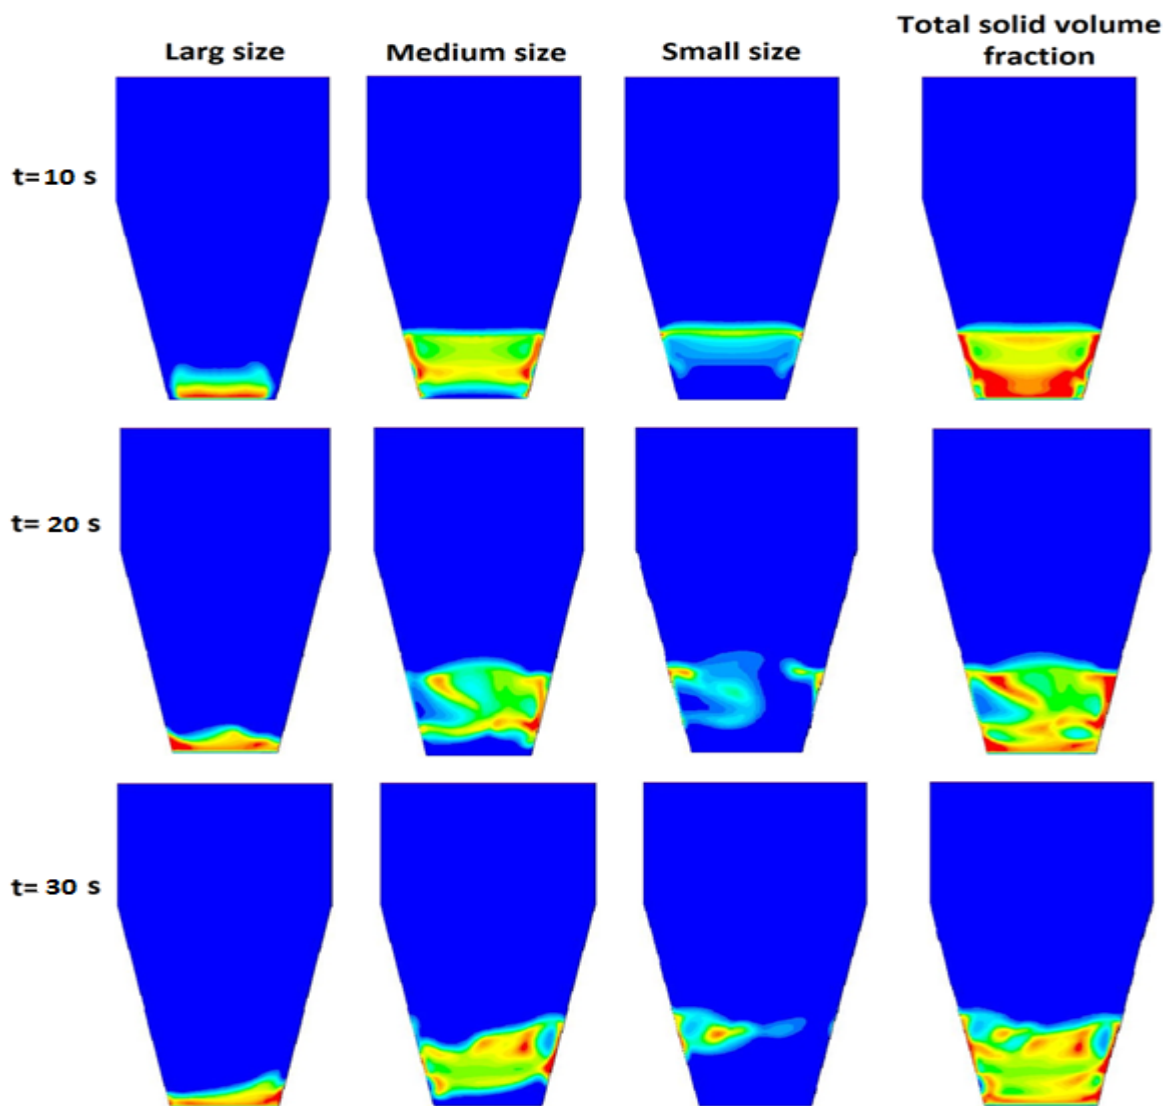 Larg size
Medium size
Small size
Total solid volume
fraction
t=10 s
t= 20 s
t= 30 s